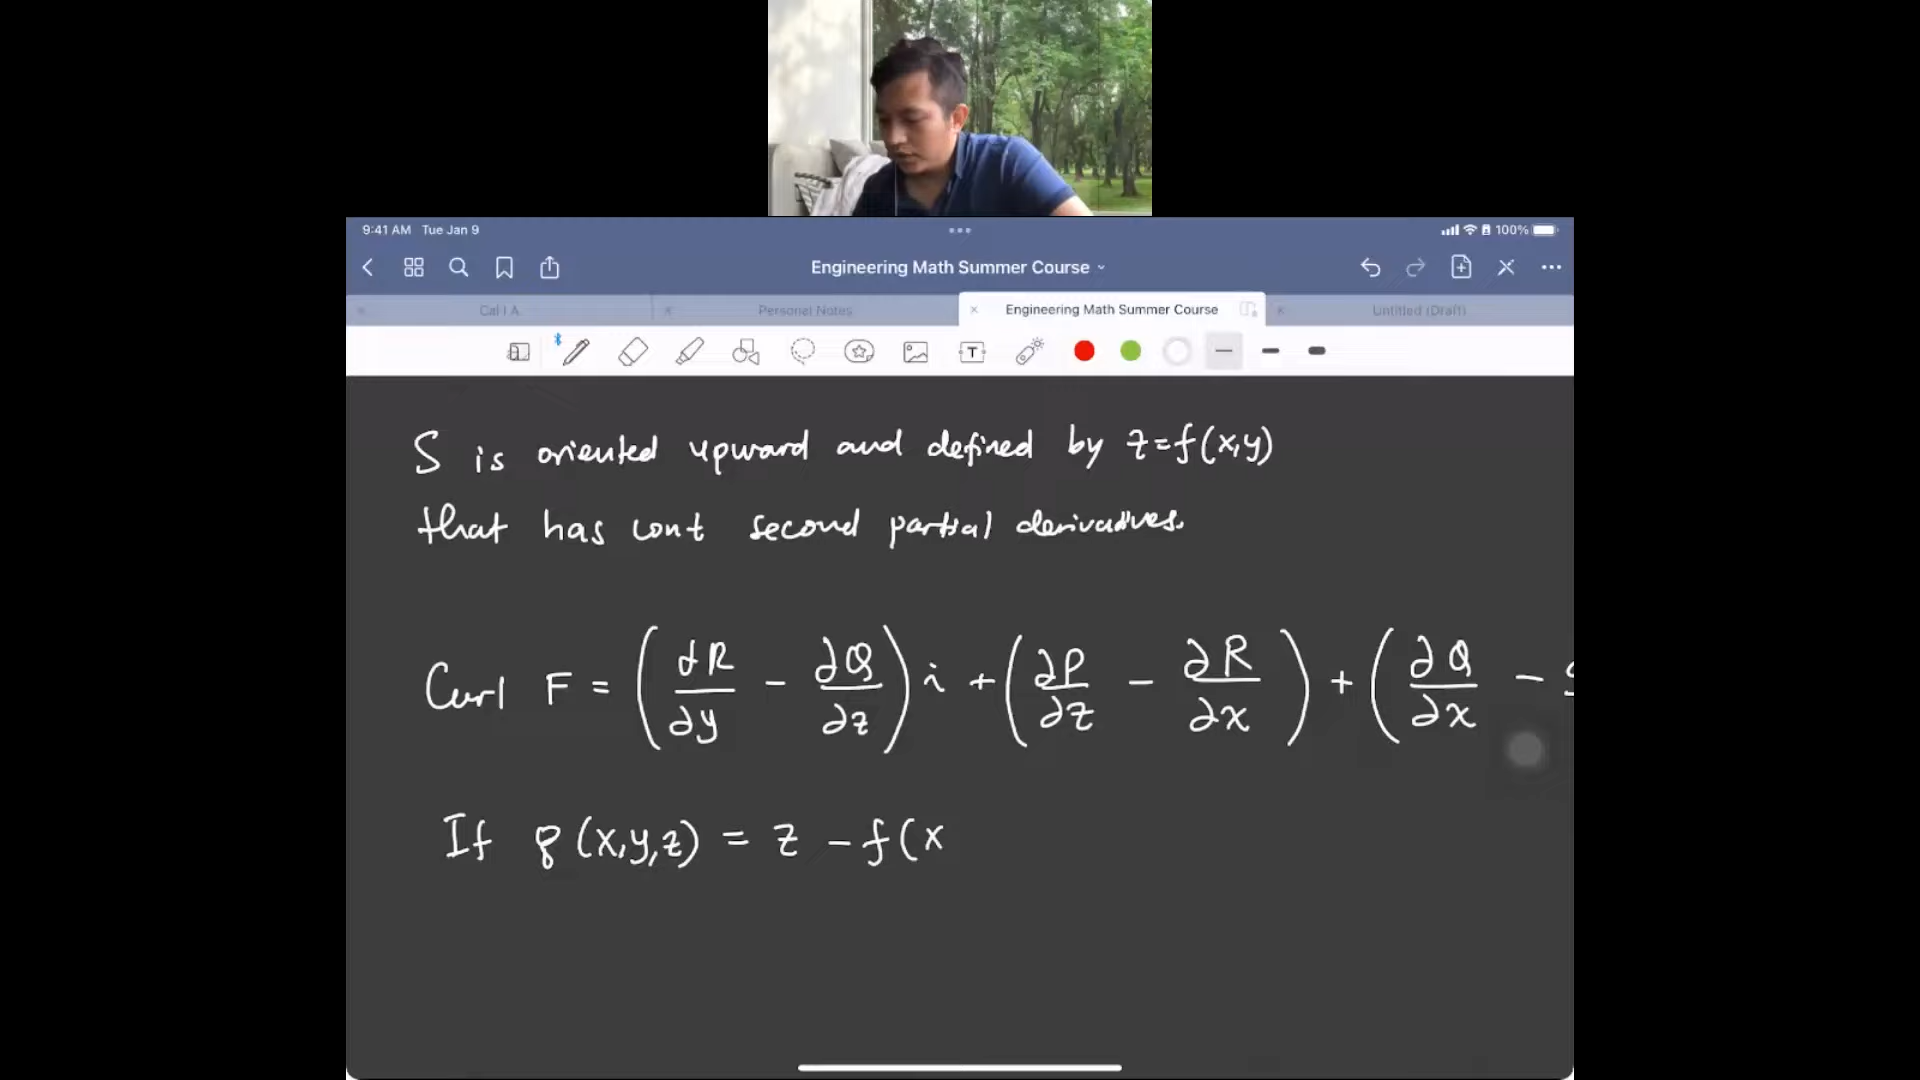 9:41 AM Tue Jan 9
100%
Engineering Math Summer Course
Cal I A
Personal Notes
Engineering Math Summer Course
Untitled (Draft)
T
S is oriented upward and defined by z=f(x,y)
that has cont second partial derivatives.
Curl F = (∂R/∂y - ∂Q/∂z) i + (∂P/∂z - ∂R/∂x) + (∂Q/∂x -
If g(x,y,z) = z - f(x